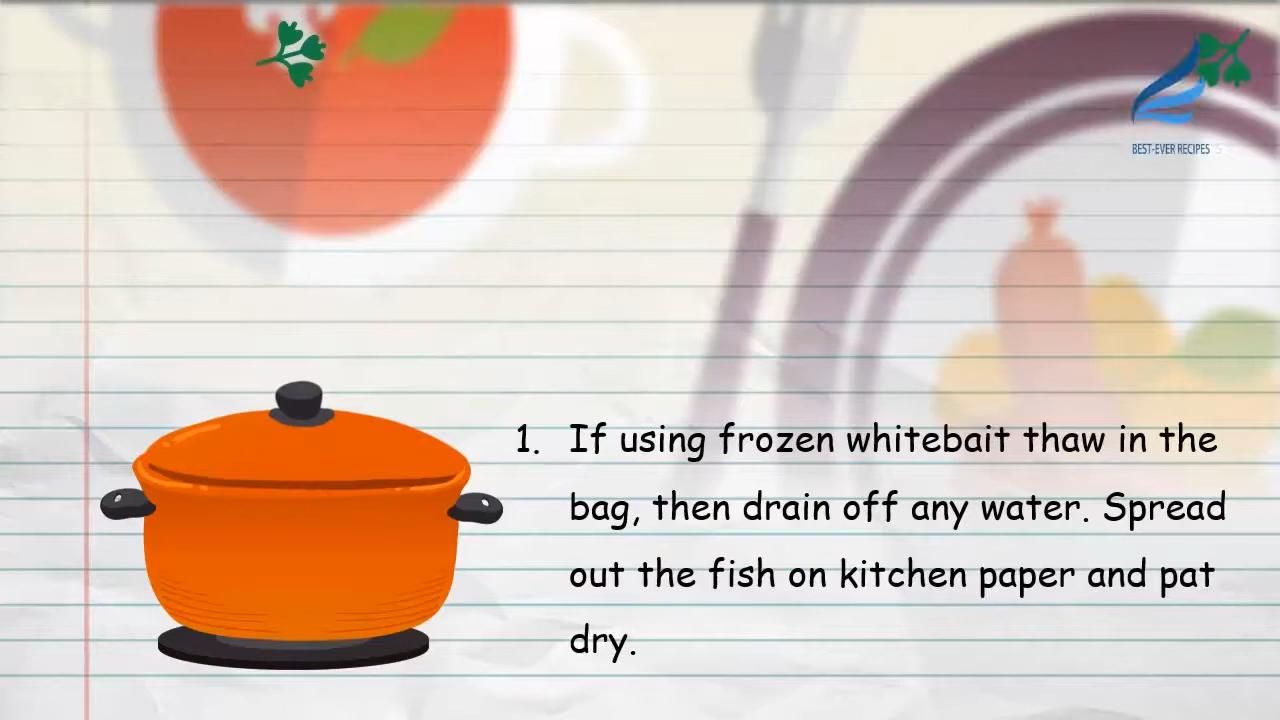 BEST-EVER RECIPES
1. If using frozen whitebait thaw in the
bag, then drain off any water. Spread
out the fish on kitchen paper and pat
dry.